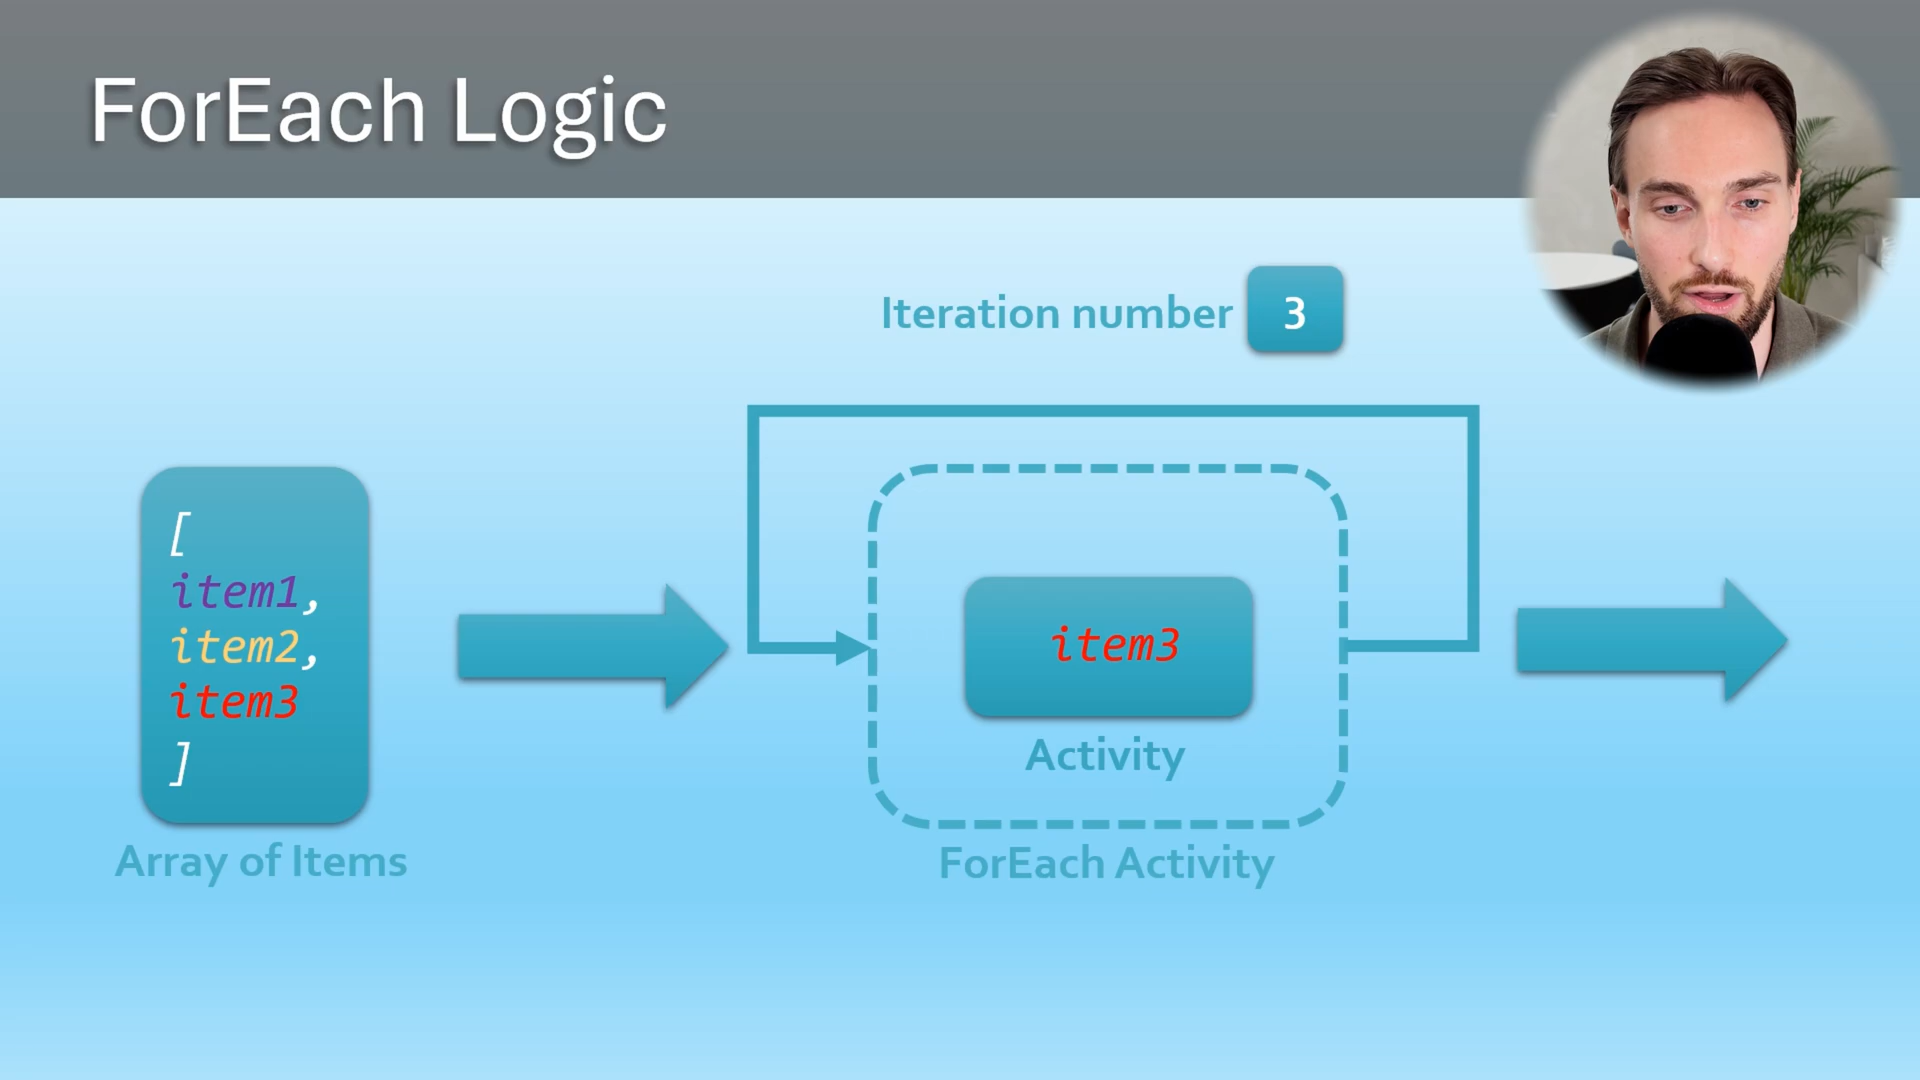 ForEach Logic
Iteration number 3
[
item1,
item2,
item3
]
Array of Items
item3
Activity
ForEach Activity